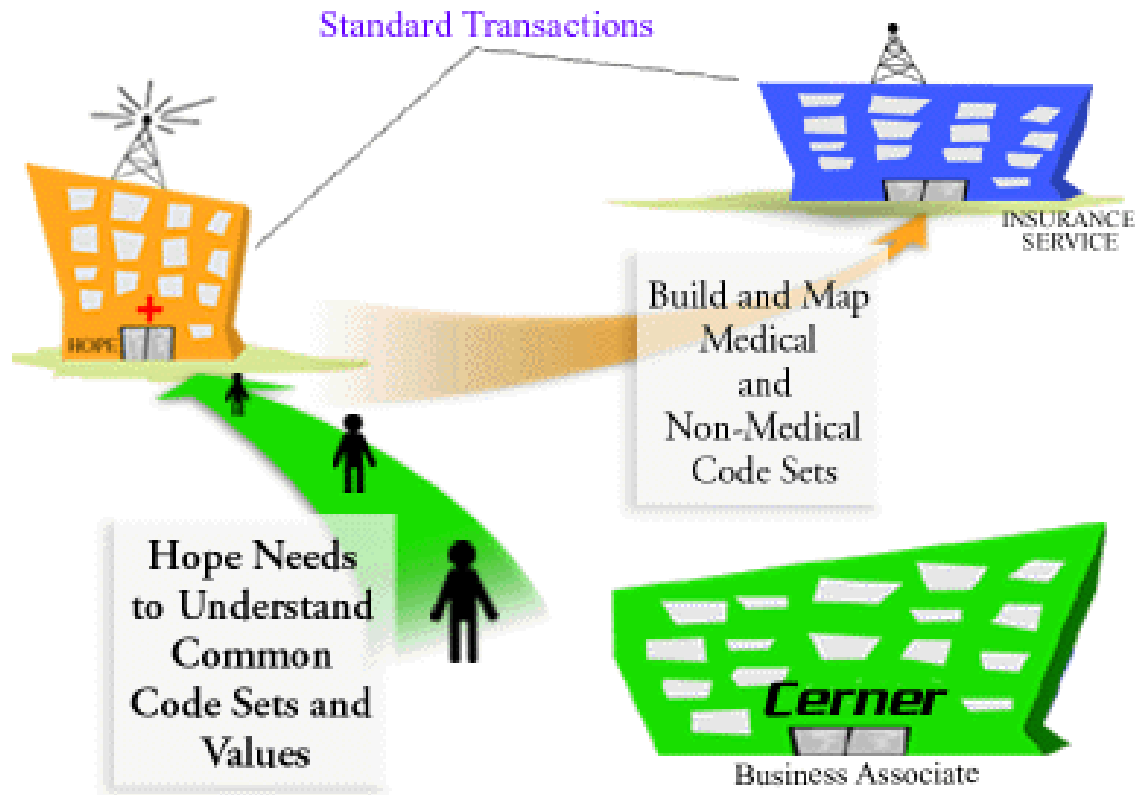 Standard Transactions
INSURANCE
SERVICE
HOPE
Build and Map
Medical
and
Non-Medical
Code Sets
Hope Needs
to Understand
Common
Code Sets and
Values
Cerner
Business Associate